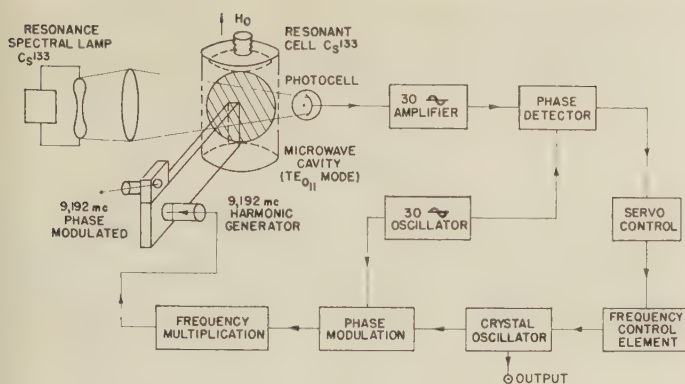 RESONANCE
SPECTRAL LAMP
Cs133
H0
RESONANT
CELL Cs133
PHOTOCELL
30 ∿
AMPLIFIER
PHASE
DETECTOR
MICROWAVE
CAVITY
(TE011 MODE)
9,192 mc
PHASE
MODULATED
9,192 mc
HARMONIC
GENERATOR
30 ∿
OSCILLATOR
SERVO
CONTROL
FREQUENCY
MULTIPLICATION
PHASE
MODULATION
CRYSTAL
OSCILLATOR
FREQUENCY
CONTROL
ELEMENT
OUTPUT